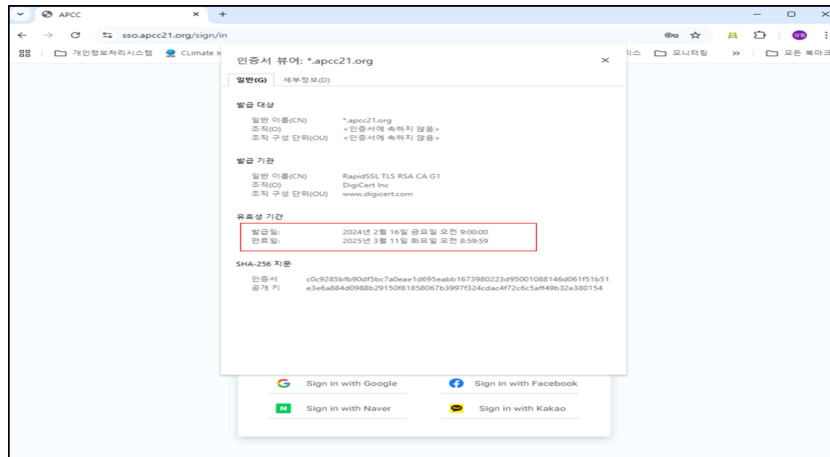 APCC
sso.apcc21.org/sign/in
개인정보처리시스템
모니터링
모든 북마크
인증서 뷰어: *.apcc21.org
일반(G) 세부정보(D)
발급 대상
일반 이름(CN) *.apcc21.org
조직(O) <인증서에 속하지 않음>
조직 구성 단위(OU) <인증서에 속하지 않음>
발급 기관
일반 이름(CN) RapidSSL TLS RSA CA G1
조직(O) DigiCert Inc
조직 구성 단위(OU) www.digicert.com
유효성 기간
발급일: 2024년 2월 16일 금요일 오전 9:00:00
만료일: 2025년 3월 11일 화요일 오전 8:59:59
SHA-256 지문
인증서 c0c9285bfb90df5bc7a0eae1d695eabb1673980223d95001088146d061f51b51
공개 키 e3e6a884d0988b29150f81858067b3997f324cdac4f72c6c5aff49b32e380154
Sign in with Google Sign in with Facebook
Sign in with Naver Sign in with Kakao